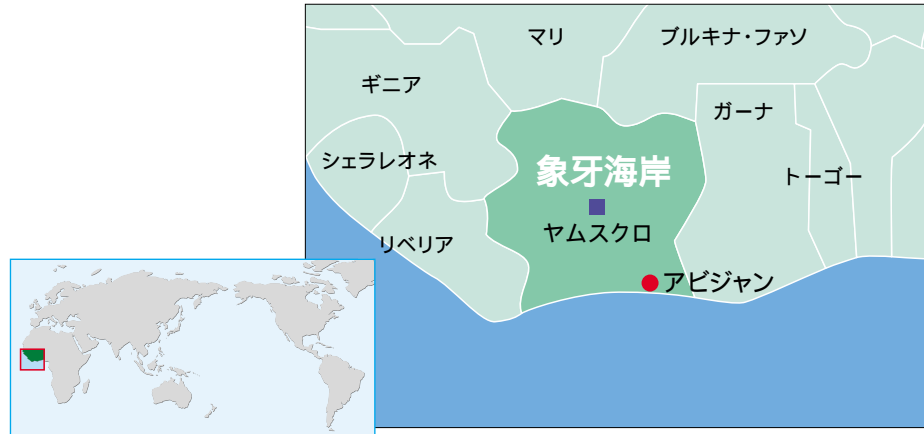 マリ
ブルキナ・ファソ
ギニア
ガーナ
シェラレオネ
象牙海岸
トーゴー
リベリア
ヤムスクロ
アビジャン